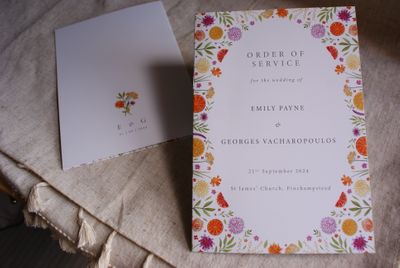 ORDER OF
SERVICE
for the wedding of
EMILY PAYNE
&
GEORGES VACHAROPOULOS
21st September 2024
St James' Church, Finchampstead
E & G